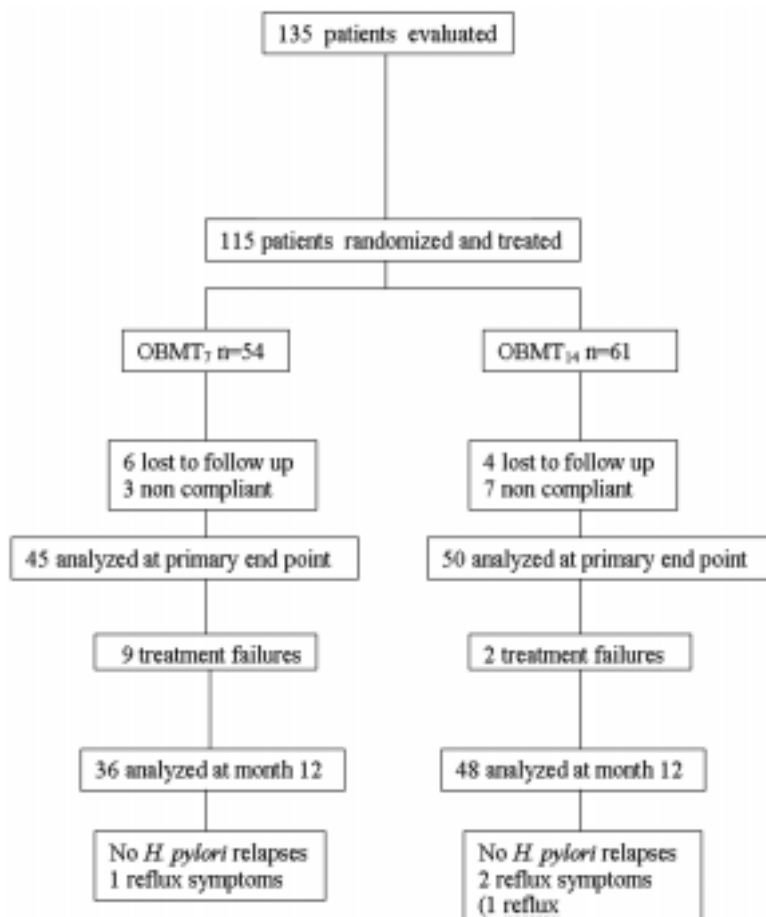 135 patients evaluated
115 patients randomized and treated
OBMT₇ n=54
OBMT₁₄ n=61
6 lost to follow up
3 non compliant
4 lost to follow up
7 non compliant
45 analyzed at primary end point
50 analyzed at primary end point
9 treatment failures
2 treatment failures
36 analyzed at month 12
48 analyzed at month 12
No H. pylori relapses
1 reflux symptoms
No H. pylori relapses
2 reflux symptoms
(1 reflux